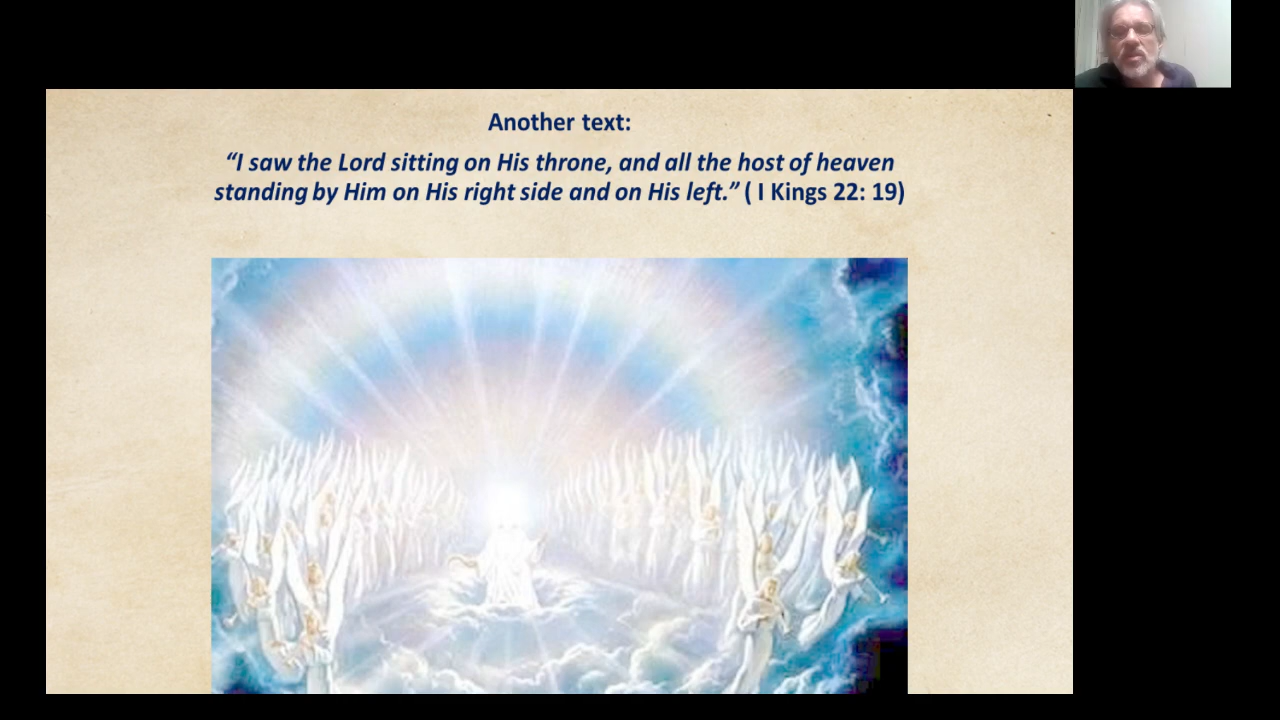 Another text:
“I saw the Lord sitting on His throne, and all the host of heaven
standing by Him on His right side and on His left.” ( I Kings 22: 19)